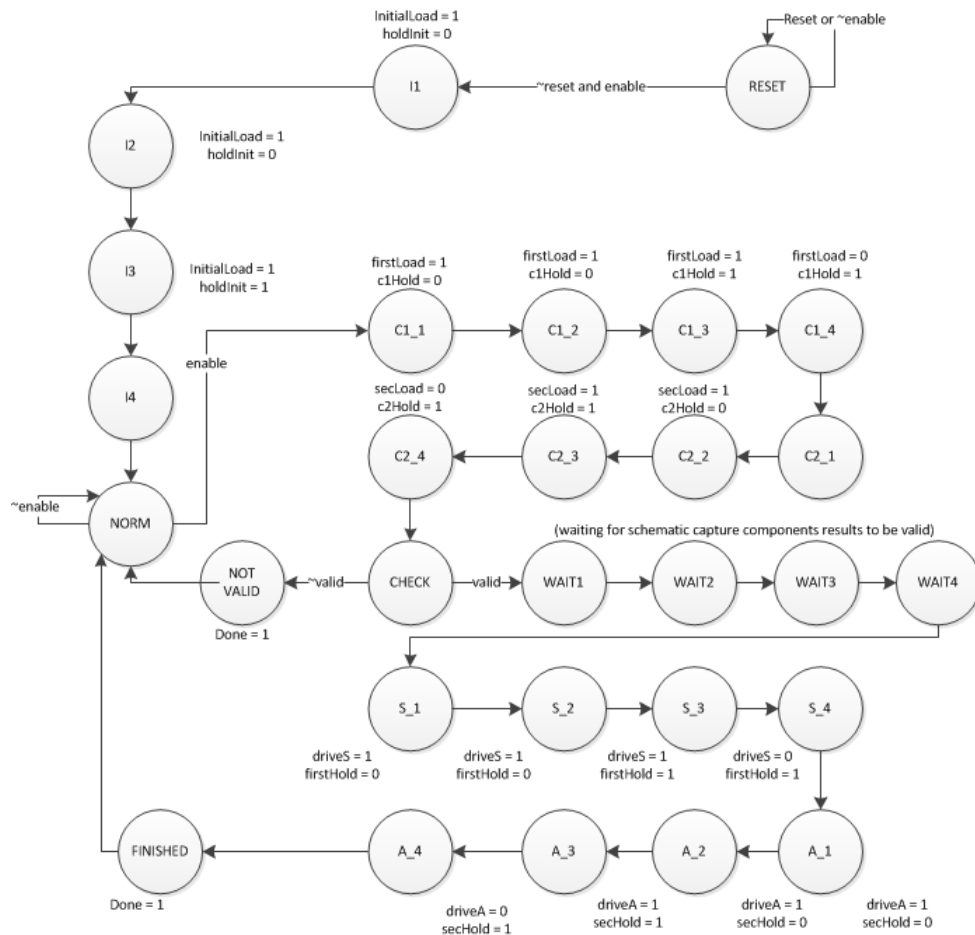 InitialLoad = 1
holdInit = 0
Reset or ~enable
I1
~reset and enable
RESET
I2
InitialLoad = 1
holdInit = 0
I3
InitialLoad = 1
holdInit = 1
firstLoad = 1
c1Hold = 0
firstLoad = 1
c1Hold = 0
firstLoad = 1
c1Hold = 1
firstLoad = 0
c1Hold = 1
C1_1
C1_2
C1_3
C1_4
enable
I4
secLoad = 0
c2Hold = 1
secLoad = 1
c2Hold = 1
secLoad = 1
c2Hold = 0
C2_4
C2_3
C2_2
C2_1
~enable
NORM
(waiting for schematic capture components results to be valid)
NOT
VALID
~valid
CHECK
valid
WAIT1
WAIT2
WAIT3
WAIT4
Done = 1
S_1
S_2
S_3
S_4
driveS = 1
firstHold = 0
driveS = 1
firstHold = 0
driveS = 1
firstHold = 1
driveS = 0
firstHold = 1
FINISHED
A_4
A_3
A_2
A_1
Done = 1
driveA = 0
secHold = 1
driveA = 1
secHold = 1
driveA = 1
secHold = 0
driveA = 1
secHold = 0